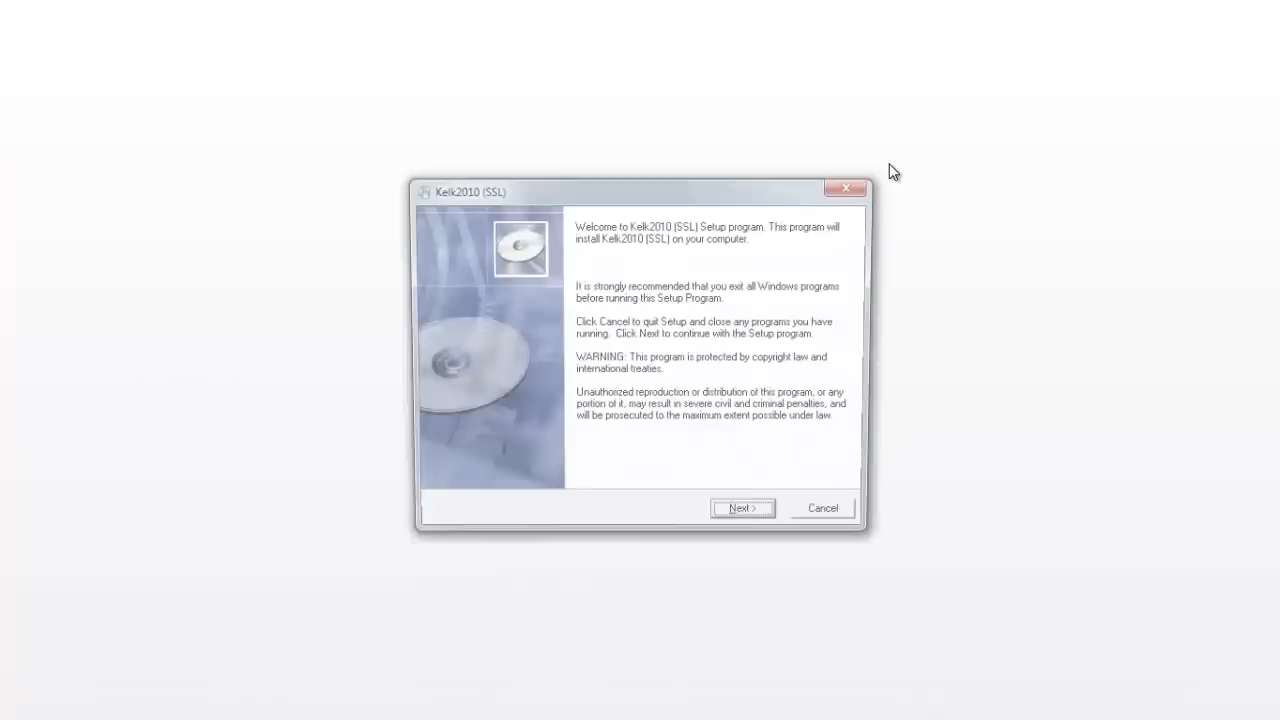 Kelk2010 (SSL)
Welcome to Kelk2010 (SSL) Setup program. This program will
install Kelk2010 (SSL) on your computer.
It is strongly recommended that you exit all Windows programs
before running this Setup Program.
Click Cancel to quit Setup and close any programs you have
running. Click Next to continue with the Setup program.
WARNING: This program is protected by copyright law and
international treaties.
Unauthorized reproduction or distribution of this program, or any
portion of it, may result in severe civil and criminal penalties, and
will be prosecuted to the maximum extent possible under law.
Next > Cancel